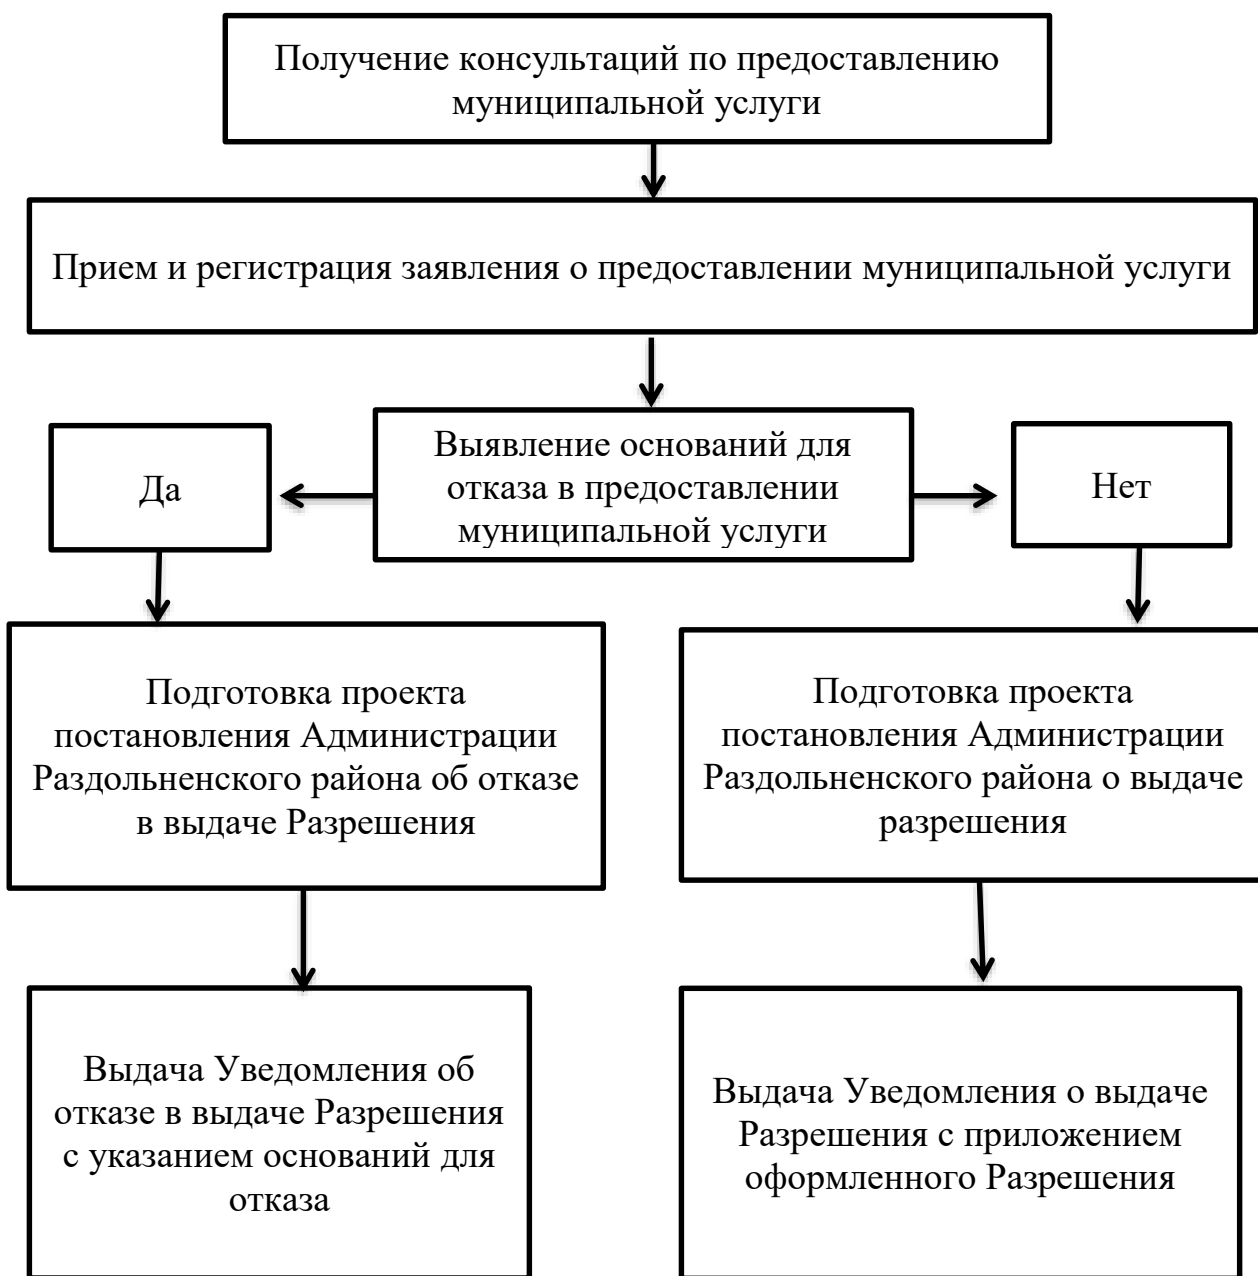 Получение консультаций по предоставлению
муниципальной услуги
Прием и регистрация заявления о предоставлении муниципальной услуги
Да
Выявление оснований для
отказа в предоставлении
муниципальной услуги
Нет
Подготовка проекта
постановления Администрации
Раздольненского района об отказе
в выдаче Разрешения
Подготовка проекта
постановления Администрации
Раздольненского района о выдаче
разрешения
Выдача Уведомления об
отказе в выдаче Разрешения
с указанием оснований для
отказа
Выдача Уведомления о выдаче
Разрешения с приложением
оформленного Разрешения